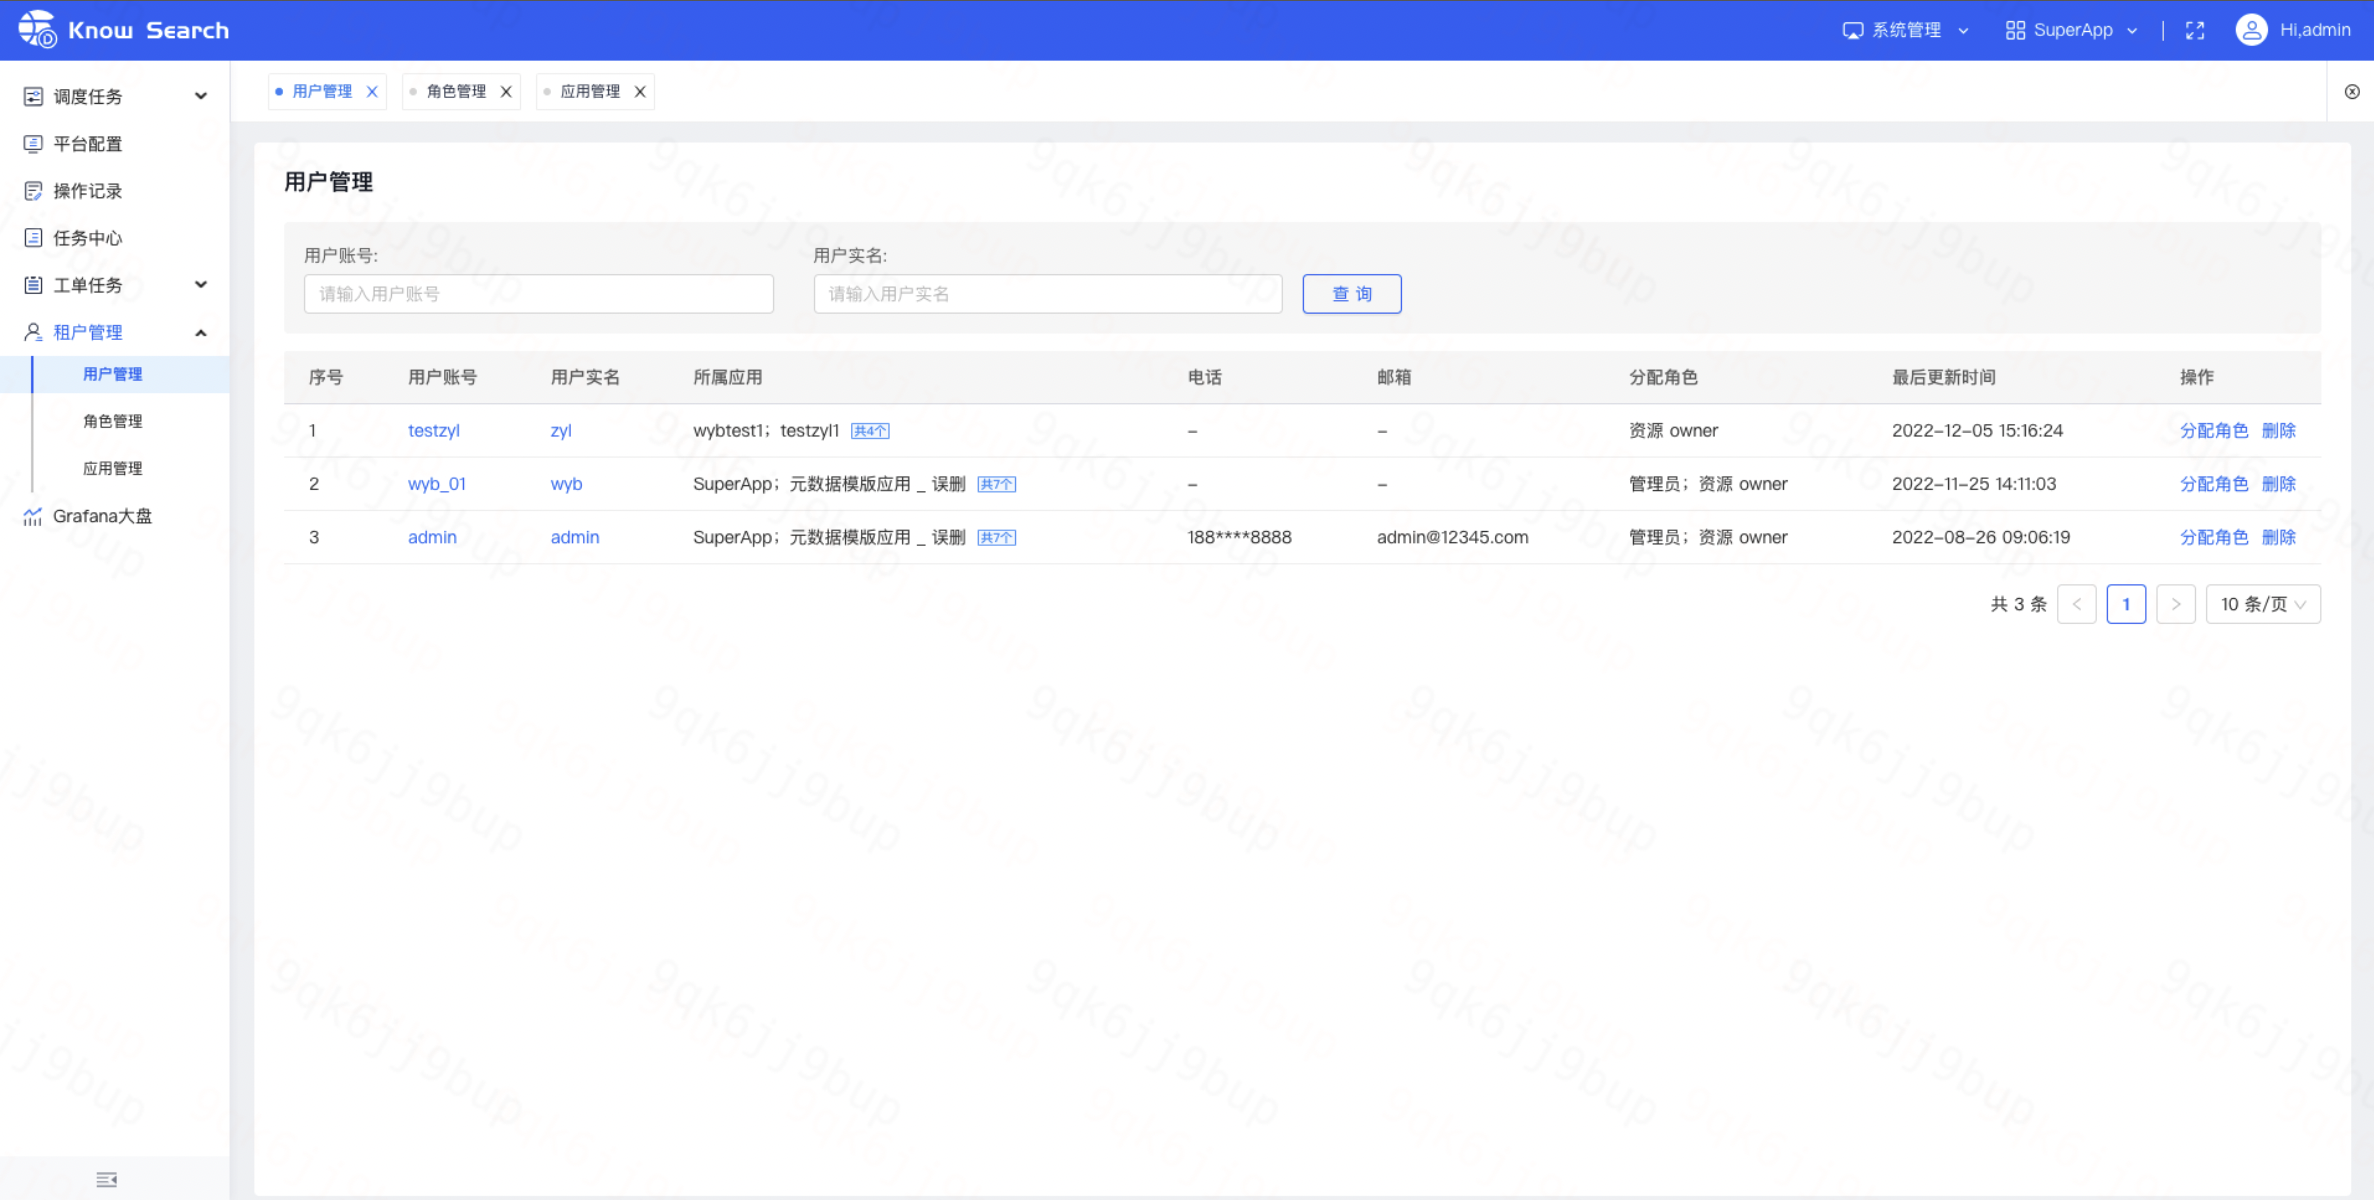 Know Search
系统管理
SuperApp
Hi,admin
调度任务
平台配置
操作记录
任务中心
工单任务
租户管理
用户管理
角色管理
应用管理
Grafana大盘
用户管理 角色管理 应用管理
用户管理
用户账号: 用户实名:
请输入用户账号 请输入用户实名 查 询
序号 用户账号 用户实名 所属应用 电话 邮箱 分配角色 最后更新时间 操作
1 testzyl zyl wybtest1；testzyl1 共4个 – – 资源 owner 2022-12-05 15:16:24 分配角色 删除
2 wyb_01 wyb SuperApp；元数据模版应用 _ 误删 共7个 – – 管理员；资源 owner 2022-11-25 14:11:03 分配角色 删除
3 admin admin SuperApp；元数据模版应用 _ 误删 共7个 188****8888 admin@12345.com 管理员；资源 owner 2022-08-26 09:06:19 分配角色 删除
共 3 条 < 1 > 10 条/页
9qk6jj9bup